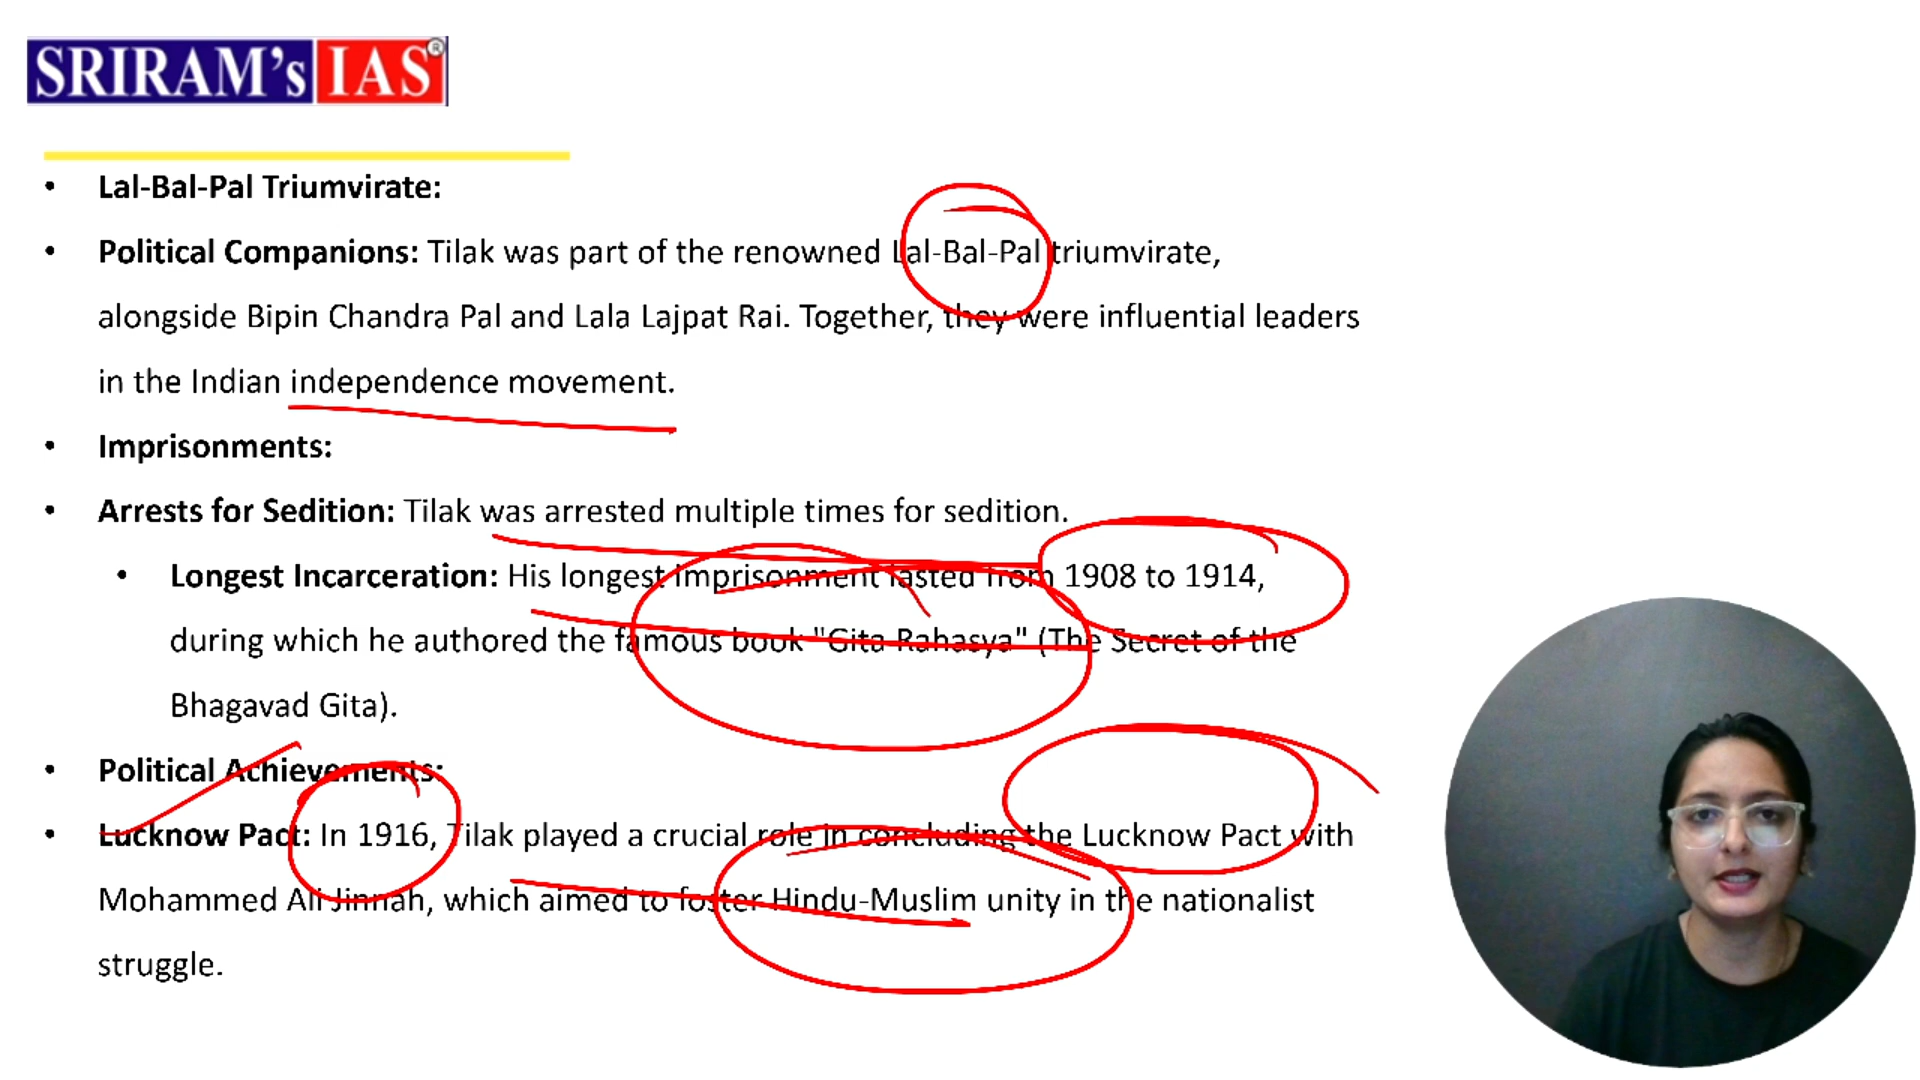 SRIRAM's IAS®
• Lal-Bal-Pal Triumvirate:
• Political Companions: Tilak was part of the renowned Lal-Bal-Pal triumvirate,
alongside Bipin Chandra Pal and Lala Lajpat Rai. Together, they were influential leaders
in the Indian independence movement.
• Imprisonments:
• Arrests for Sedition: Tilak was arrested multiple times for sedition.
• Longest Incarceration: His longest imprisonment lasted from 1908 to 1914,
during which he authored the famous book "Gita Rahasya" (The Secret of the
Bhagavad Gita).
• Political Achievements:
• Lucknow Pact: In 1916, Tilak played a crucial role in concluding the Lucknow Pact with
Mohammed Ali Jinnah, which aimed to foster Hindu-Muslim unity in the nationalist
struggle.